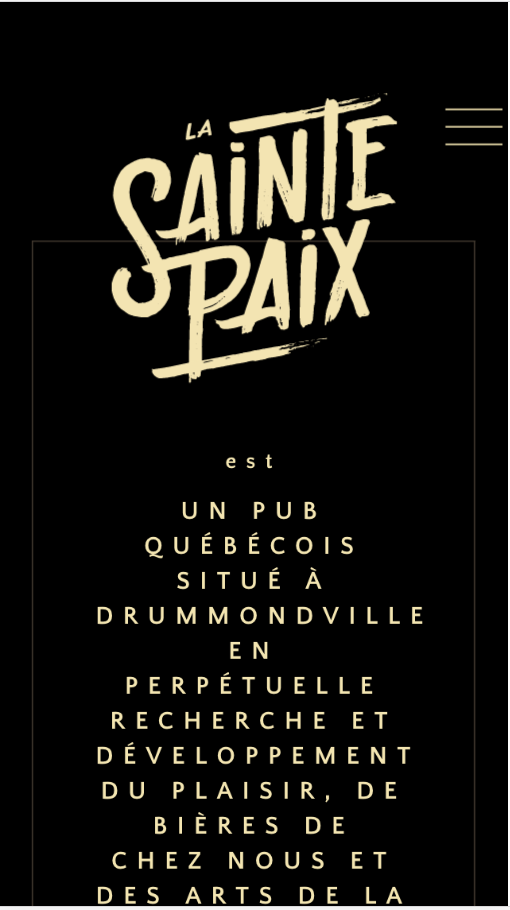 LA
SAiNTE
PAiX
est
UN PUB
QUÉBÉCOIS
SITUÉ À
DRUMMONDVILLE
EN
PERPÉTUELLE
RECHERCHE ET
DÉVELOPPEMENT
DU PLAISIR, DE
BIÈRES DE
CHEZ NOUS ET
DES ARTS DE LA